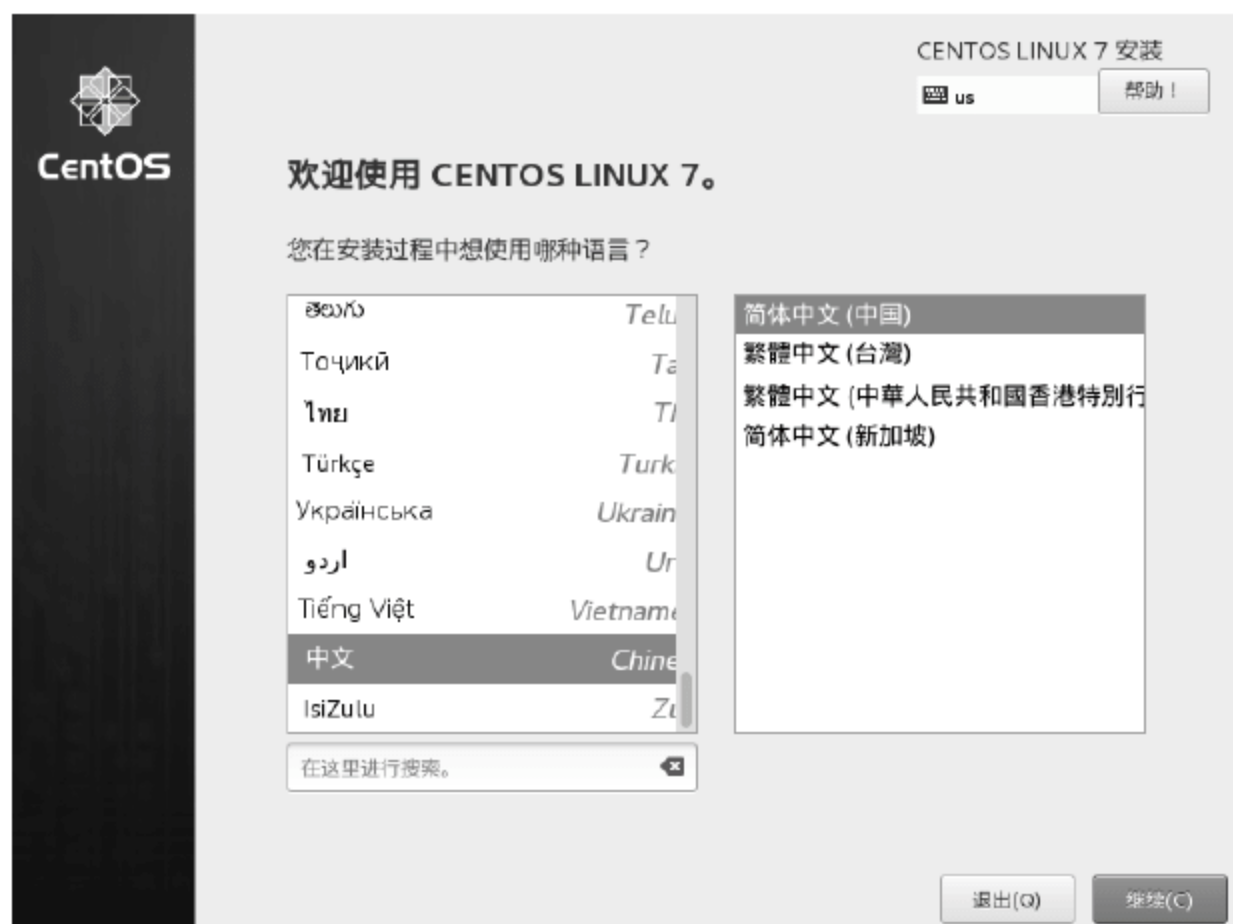 CentOS
CENTOS LINUX 7 安装
us
帮助！
欢迎使用 CENTOS LINUX 7。
您在安装过程中想使用哪种语言？
తెలుగు Telu
Тоҷикӣ Ta
ไทย
Türkçe Turk
Українська Ukrain
اردو Ur
Tiếng Việt Vietname
中文 Chine
IsiZulu Zu
在这里进行搜索。
简体中文 (中国)
繁體中文 (台灣)
繁體中文 (中華人民共和國香港特別行
简体中文 (新加坡)
退出(Q)
继续(C)